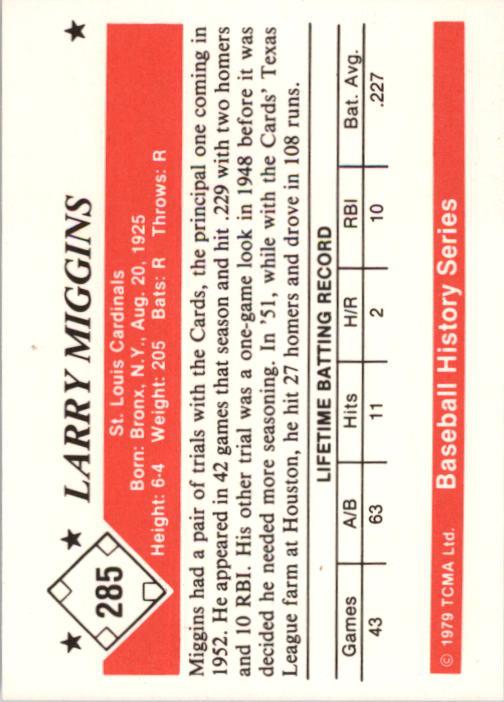 LARRY MIGGINS
285
St. Louis Cardinals
Born: Bronx, N.Y., Aug. 20, 1925
Height: 6-4 Weight: 205 Bats: R Throws: R
Miggins had a pair of trials with the Cards, the principal one coming in
1952. He appeared in 42 games that season and hit .229 with two homers
and 10 RBI. His other trial was a one-game look in 1948 before it was
decided he needed more seasoning. In '51, while with the Cards' Texas
League farm at Houston, he hit 27 homers and drove in 108 runs.
LIFETIME BATTING RECORD
Games A/B Hits H/R RBI Bat. Avg.
43 63 11 2 10 .227
© 1979 TCMA Ltd. Baseball History Series